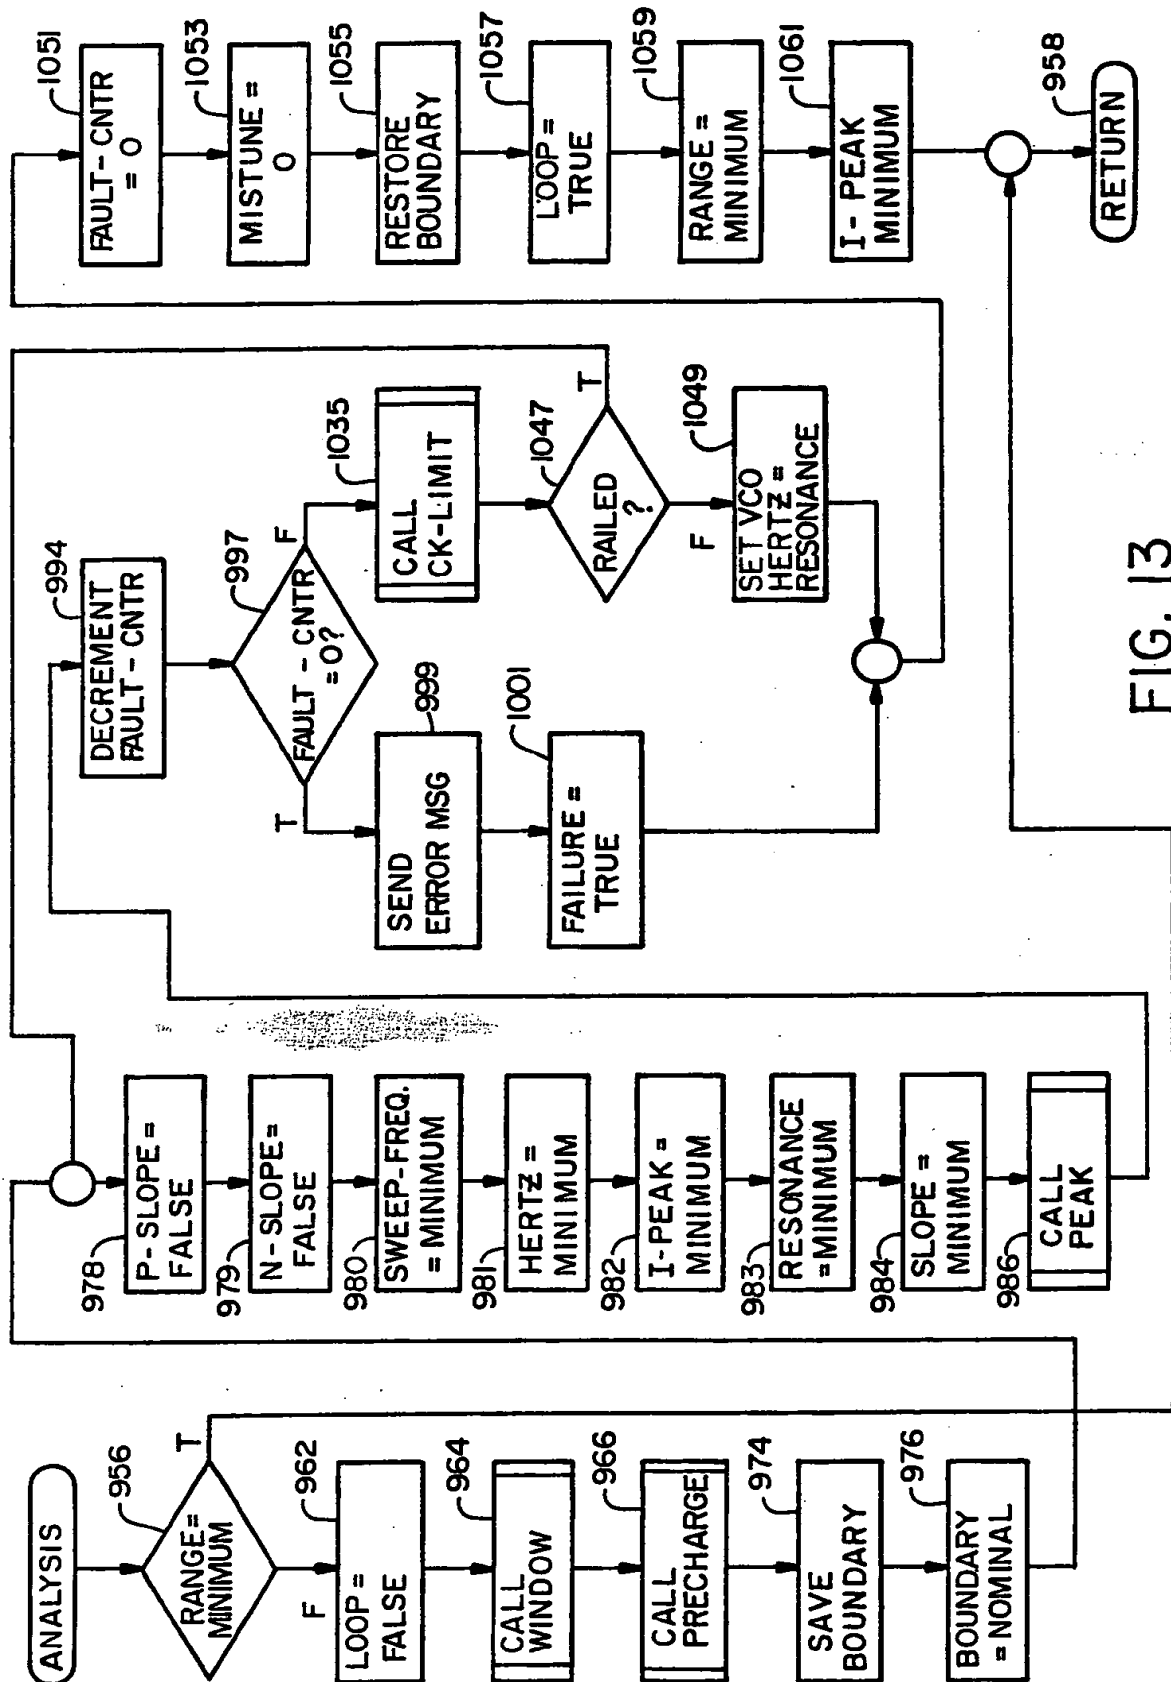 ANALYSIS
956
RANGE=
MINIMUM
T
F
962
LOOP=
FALSE
964
CALL
WINDOW
966
CALL
PRECHARGE
974
SAVE
BOUNDARY
976
BOUNDARY
=NOMINAL
978
P-SLOPE=
FALSE
979
N-SLOPE=
FALSE
980
SWEEP-FREQ.
=MINIMUM
981
HERTZ=
MINIMUM
982
I-PEAK=
MINIMUM
983
RESONANCE
=MINIMUM
984
SLOPE=
MINIMUM
986
CALL
PEAK
994
DECREMENT
FAULT-CNTR
997
FAULT-CNTR
=0?
T
F
999
SEND
ERROR MSG
1001
FAILURE=
TRUE
1035
CALL
CK-LIMIT
1047
RAILED
?
T
F
1049
SET VCO
HERTZ=
RESONANCE
1051
FAULT-CNTR
=0
1053
MISTUNE=
0
1055
RESTORE
BOUNDARY
1057
LOOP=
TRUE
1059
RANGE=
MINIMUM
1061
I-PEAK
MINIMUM
958
RETURN
FIG. 13